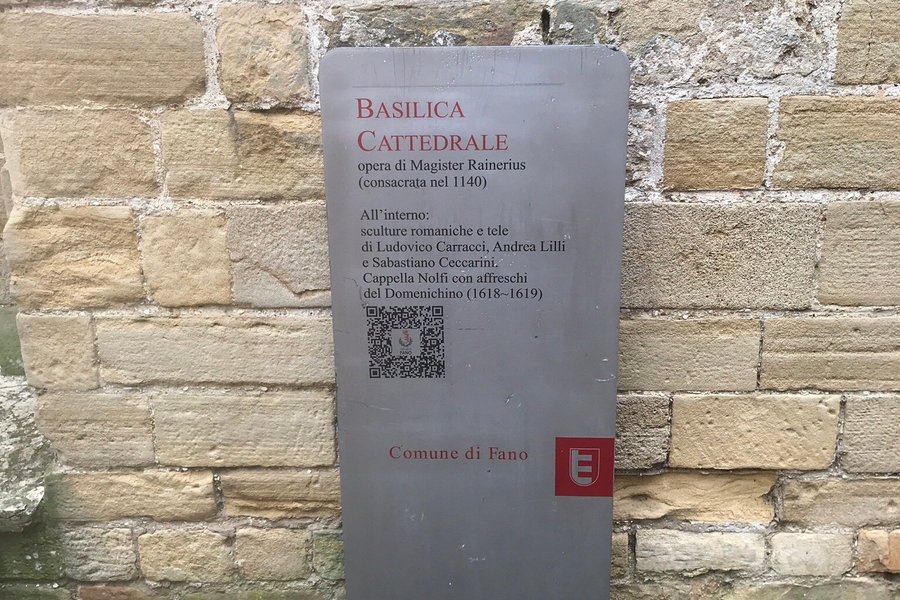 BASILICA
CATTEDRALE
opera di Magister Rainerius
(consacrata nel 1140)
All'interno:
sculture romaniche e tele
di Ludovico Carracci, Andrea Lilli
e Sabastiano Ceccarini.
Cappella Nolfi con affreschi
del Domenichino (1618~1619)
FANO
Comune di Fano